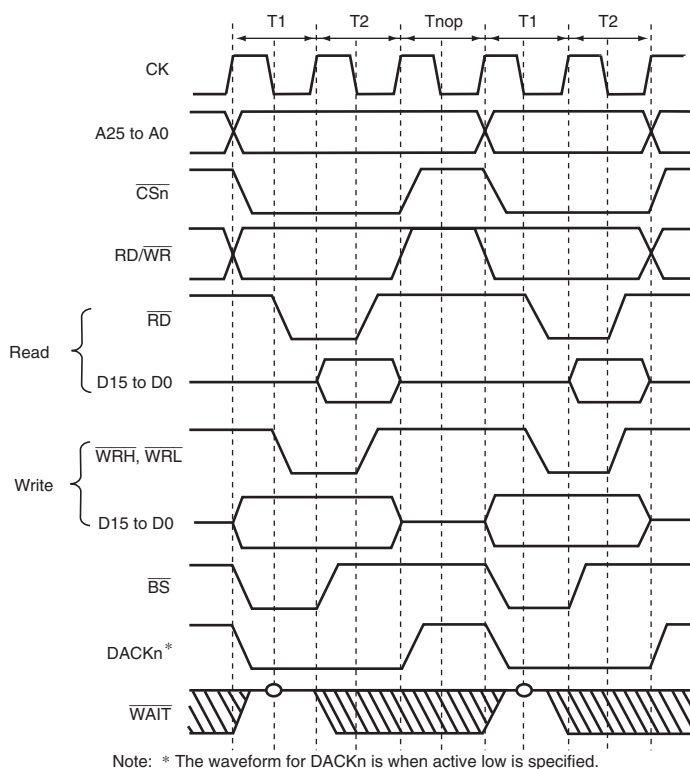 T1 T2 Tnop T1 T2
CK
A25 to A0
CSn
RD/WR
RD
Read
D15 to D0
WRH, WRL
Write
D15 to D0
BS
DACKn*
WAIT
Note: * The waveform for DACKn is when active low is specified.